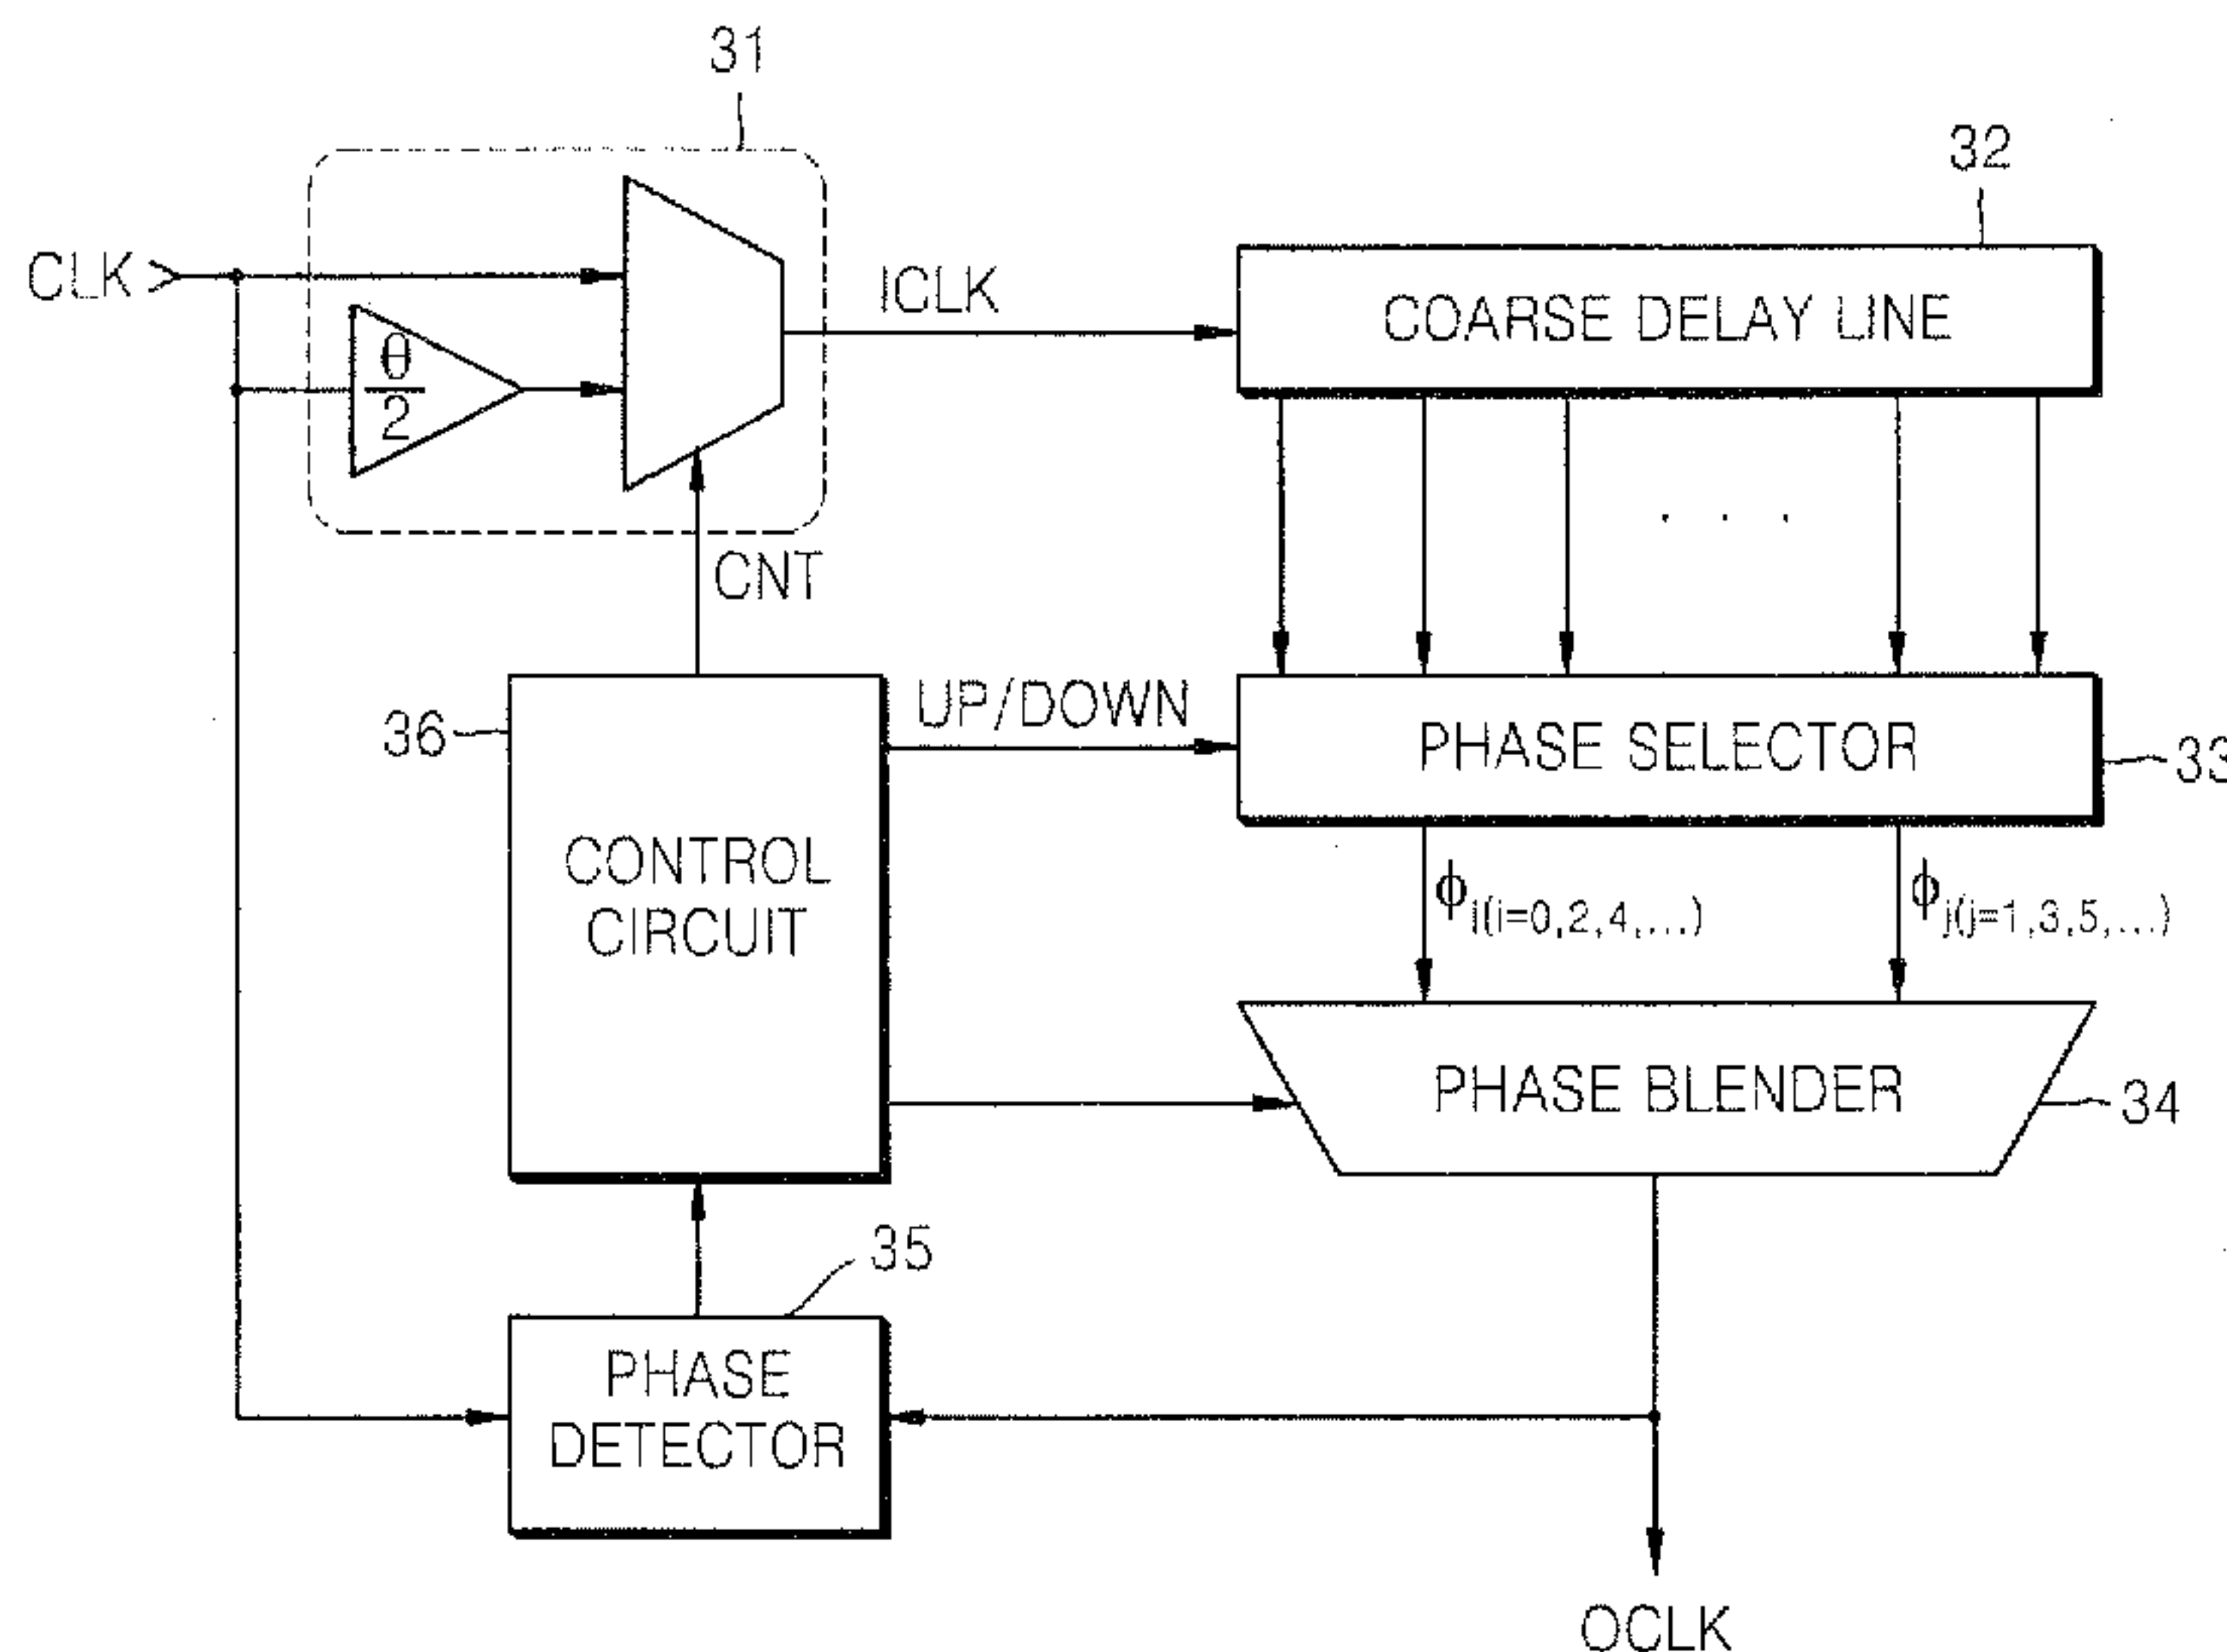 31
32
CLK
θ
2
ICLK
COARSE DELAY LINE
. . .
CNT
36
UP/DOWN
PHASE SELECTOR
33
CONTROL
CIRCUIT
ϕi(i=0,2,4,...)
ϕj(j=1,3,5,...)
PHASE BLENDER
34
35
PHASE
DETECTOR
OCLK